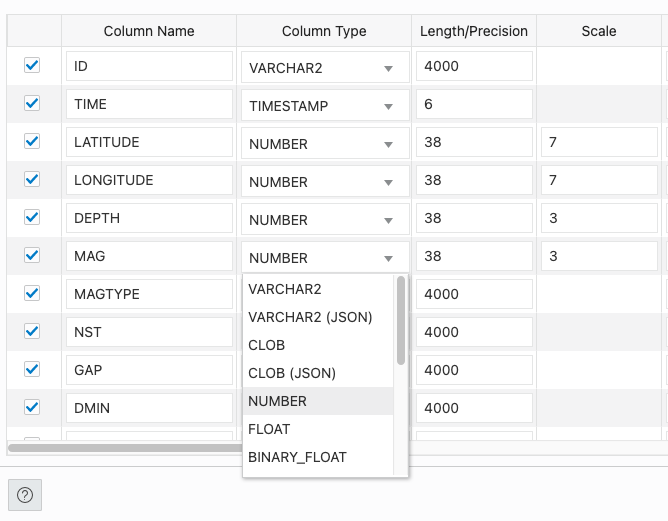 Column Name Column Type Length/Precision Scale
ID VARCHAR2 4000
TIME TIMESTAMP 6
LATITUDE NUMBER 38 7
LONGITUDE NUMBER 38 7
DEPTH NUMBER 38 3
MAG NUMBER 38 3
MAGTYPE 4000
NST 4000
GAP 4000
DMIN 4000
VARCHAR2
VARCHAR2 (JSON)
CLOB
CLOB (JSON)
NUMBER
FLOAT
BINARY_FLOAT
?